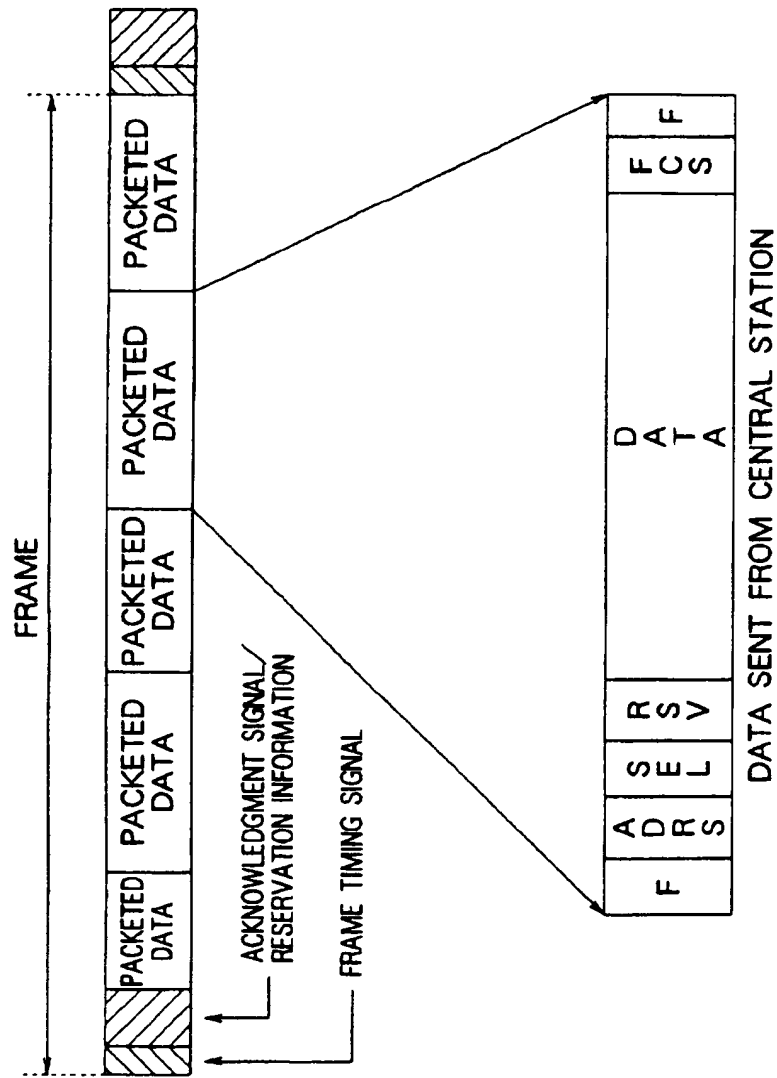 FRAME
PACKETED
DATA
PACKETED
DATA
PACKETED
DATA
PACKETED
DATA
PACKETED
DATA
ACKNOWLEDGMENT SIGNAL/
RESERVATION INFORMATION
FRAME TIMING SIGNAL
F
ADRS
SEL
RSV
DATA
FCS
F
DATA SENT FROM CENTRAL STATION